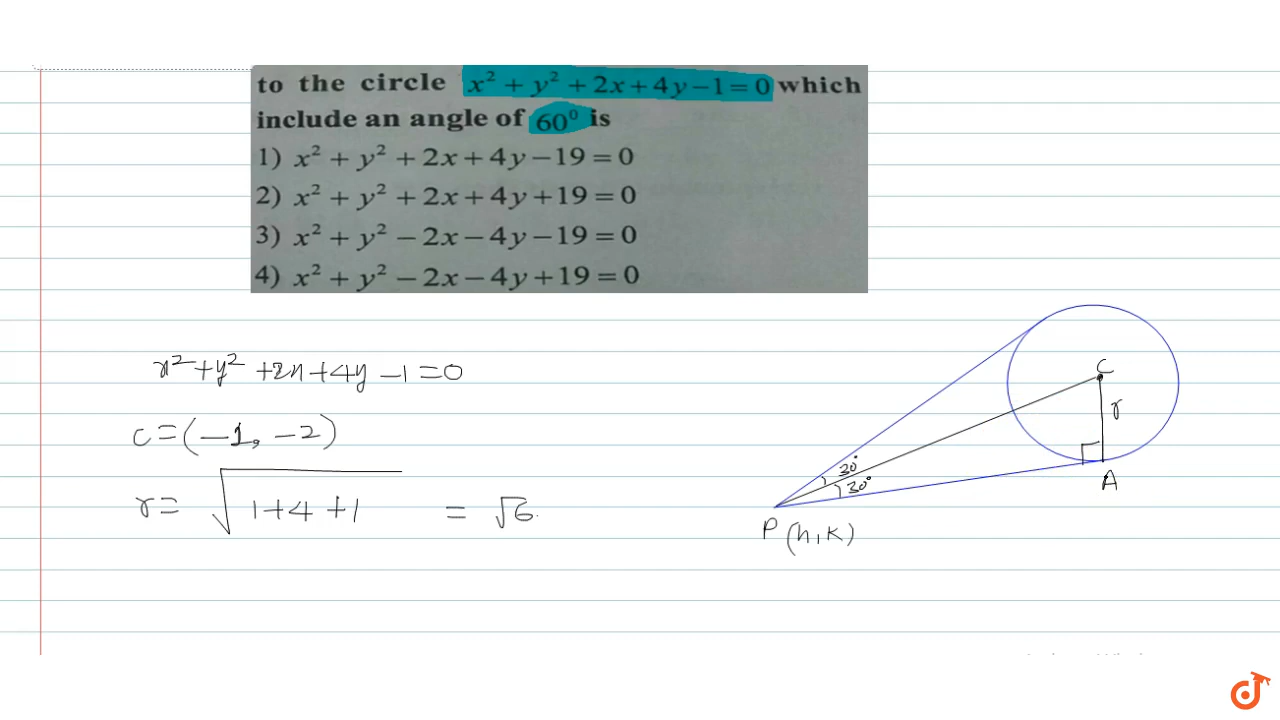 to the circle x² + y² + 2x + 4y − 1 = 0 which
include an angle of 60⁰ is
1) x² + y² + 2x + 4y − 19 = 0
2) x² + y² + 2x + 4y + 19 = 0
3) x² + y² − 2x − 4y − 19 = 0
4) x² + y² − 2x − 4y + 19 = 0
x² + y² + 2x + 4y − 1 = 0
C = (−1, −2)
r = √(1 + 4 + 1) = √6
C
r
30°
30°
A
P (h, k)